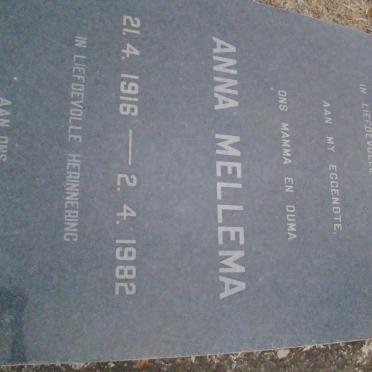 IN LIEFDEVOLLE
AAN MY EGGENOTE,
ONS MAMMA EN OUMA
ANNA MELLEMA
21. 4. 1916 — 2. 4. 1982
IN LIEFDEVOLLE HERINNERING
AAN ONS